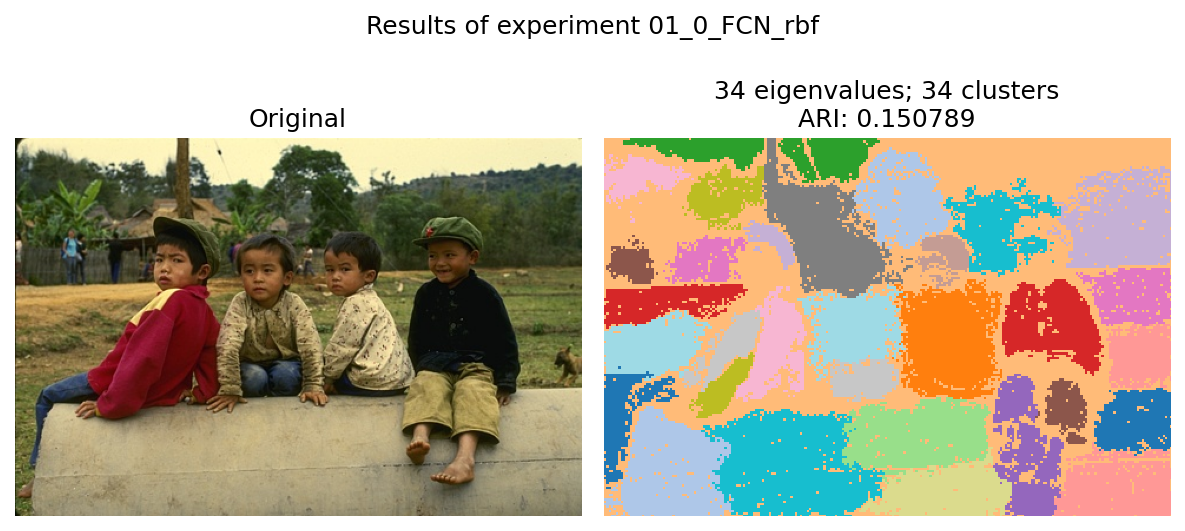 Results of experiment 01_0_FCN_rbf
Original
34 eigenvalues; 34 clusters
ARI: 0.150789